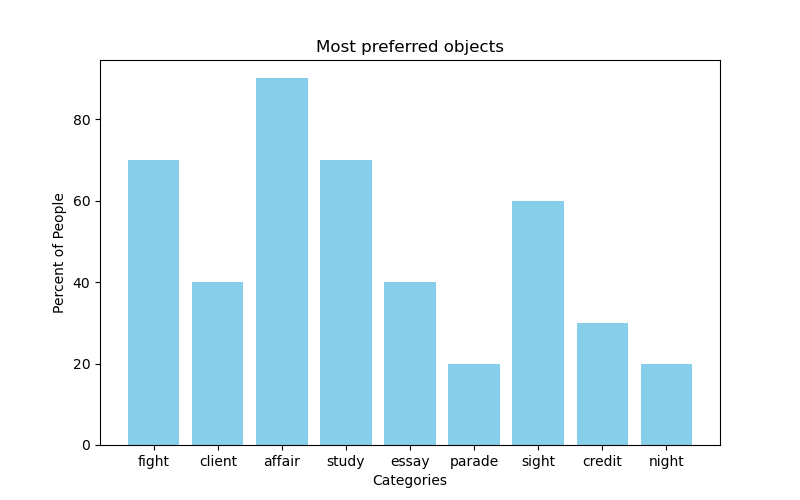 Most preferred objects
Percent of People
80
60
40
20
0
fight client affair study essay parade sight credit night
Categories